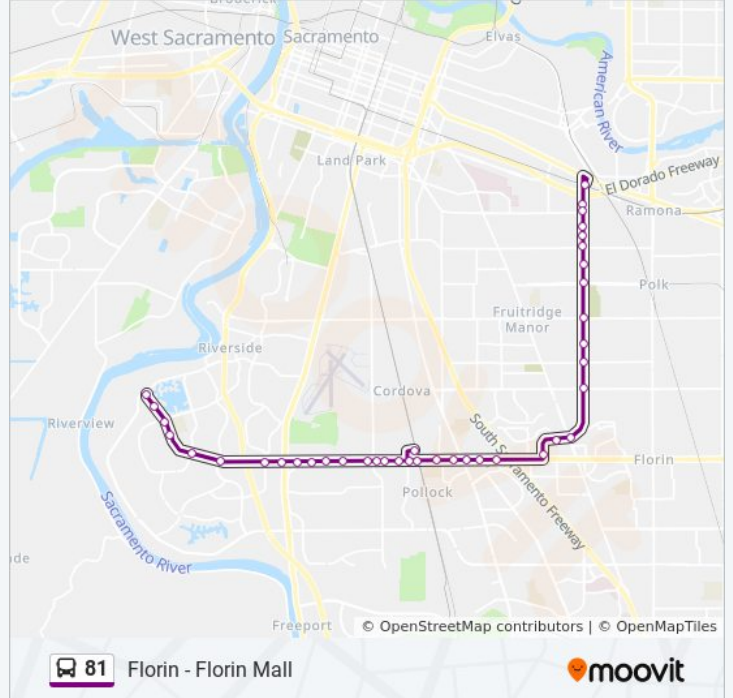 Broderick
West Sacramento
Sacramento
Elvas
American River
Land Park
El Dorado Freeway
Ramona
Polk
Fruitridge
Manor
Riverside
Cordova
Riverview
South Sacramento Freeway
Florin
Pollock
Sacramento River
ade
Freeport
© OpenStreetMap contributors | © OpenMapTiles
81 Florin - Florin Mall
moovit